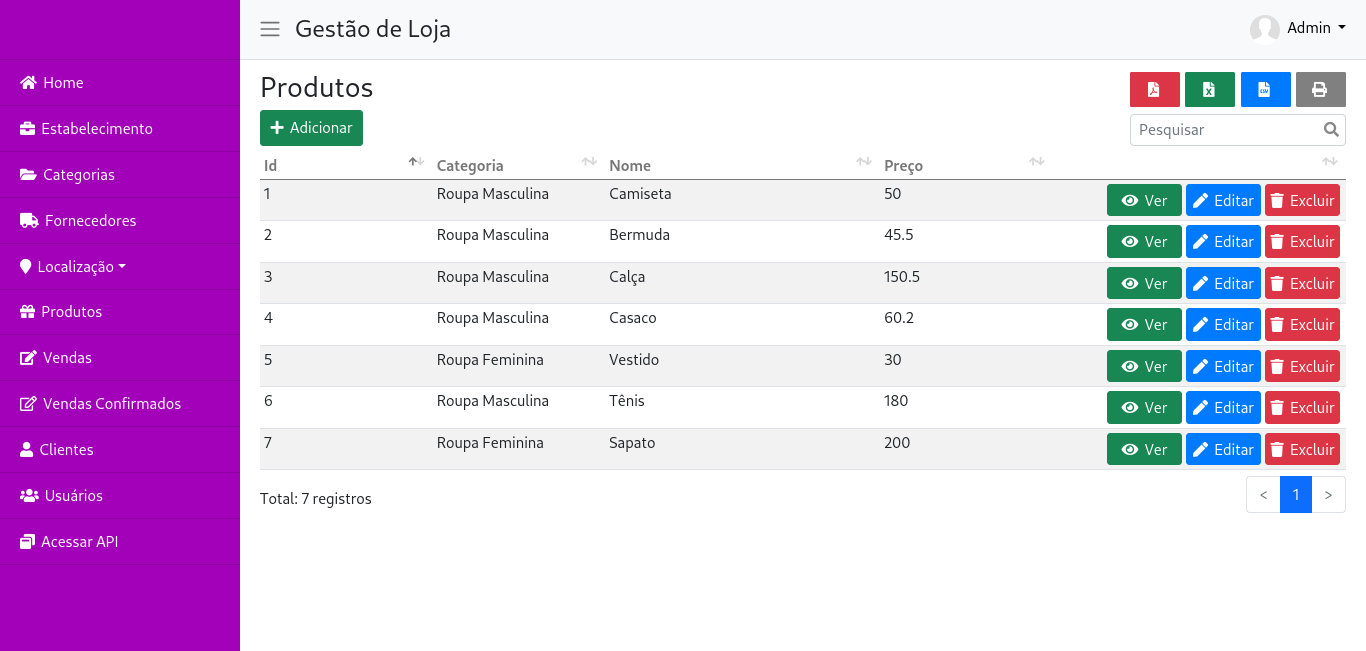 Gestão de Loja
Admin
Home
Estabelecimento
Categorias
Fornecedores
Localização
Produtos
Vendas
Vendas Confirmados
Clientes
Usuários
Acessar API
Produtos
Adicionar
Pesquisar
Id Categoria Nome Preço
1 Roupa Masculina Camiseta 50 Ver Editar Excluir
2 Roupa Masculina Bermuda 45.5 Ver Editar Excluir
3 Roupa Masculina Calça 150.5 Ver Editar Excluir
4 Roupa Masculina Casaco 60.2 Ver Editar Excluir
5 Roupa Feminina Vestido 30 Ver Editar Excluir
6 Roupa Masculina Tênis 180 Ver Editar Excluir
7 Roupa Feminina Sapato 200 Ver Editar Excluir
Total: 7 registros
< 1 >